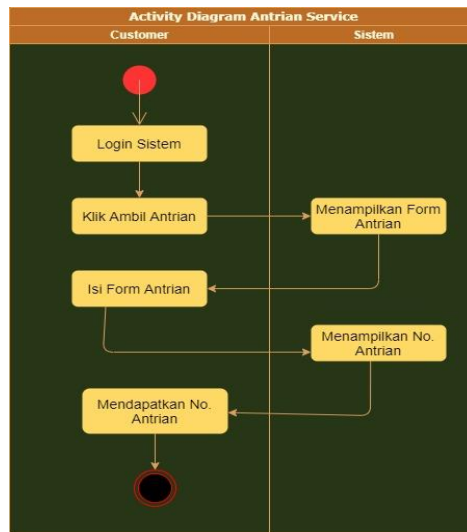 Activity Diagram Antrian Service
Customer
Sistem
Login Sistem
Klik Ambil Antrian
Menampilkan Form
Antrian
Isi Form Antrian
Menampilkan No.
Antrian
Mendapatkan No.
Antrian